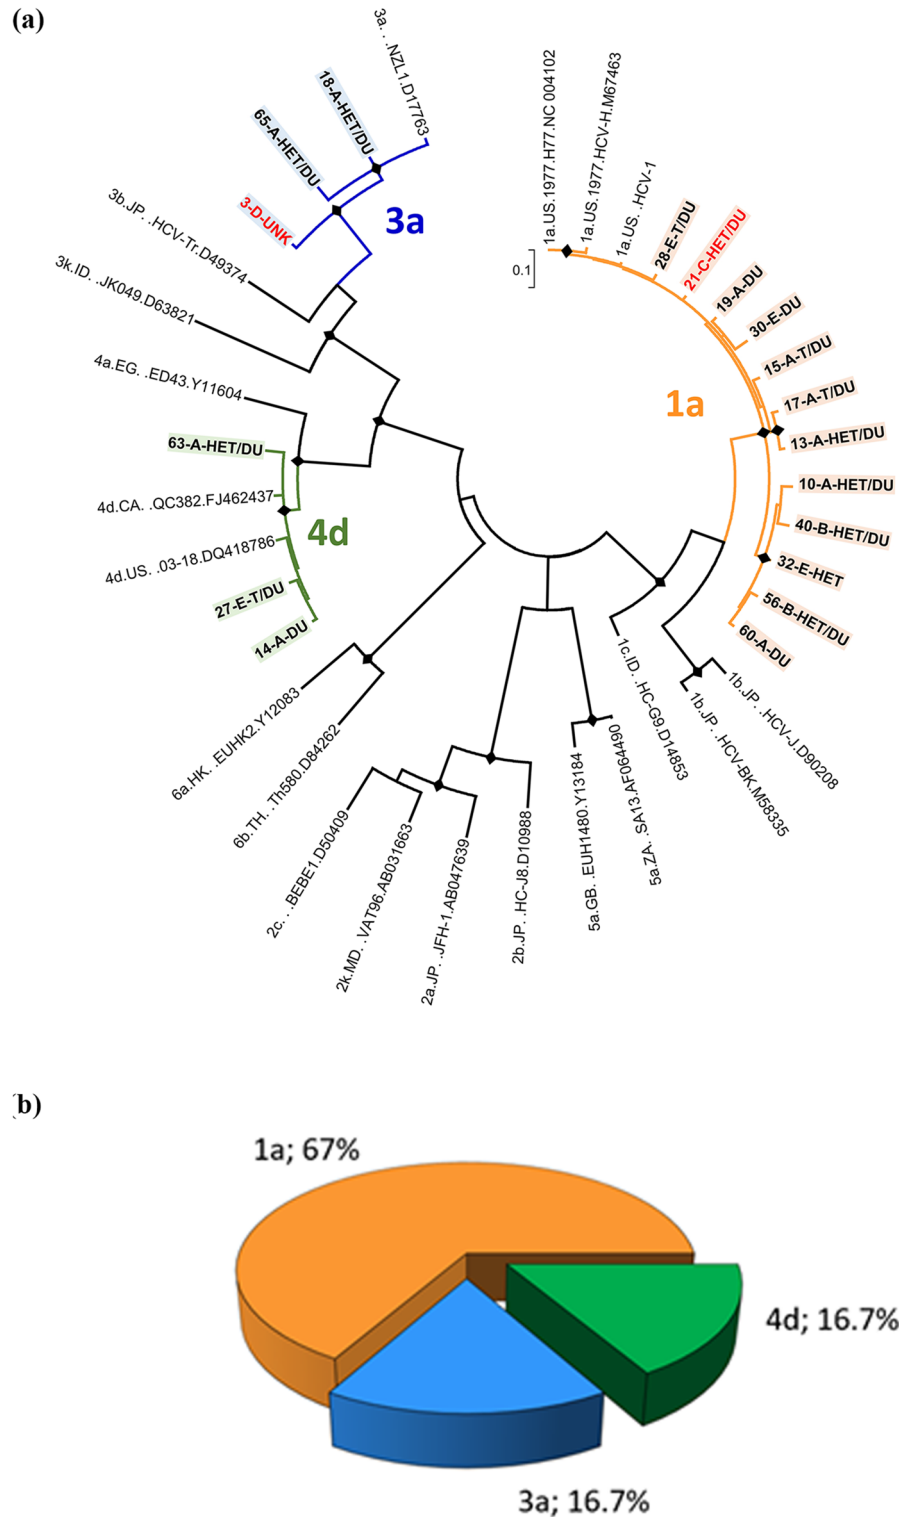 (a)
3a. . .NZL1.D17763
18-A-HET/DU
65-A-HET/DU
3-D-UNK
3a
3b.JP. .HCV-Tr.D49374
3k.ID. .JK049.D63821
4a.EG. .ED43.Y11604
63-A-HET/DU
4d.CA. .QC382.FJ462437
4d
4d.US. .03-18.DQ418786
27-E-T/DU
14-A-DU
6a.HK. .EUHK2.Y12083
6b.TH. .Th580.D84262
2c. . .BEBE1.D50409
2k.MD. .VAT96.AB031663
2a.JP. .JFH-1.AB047639
2b.JP. .HC-J8.D10988
5a.GB. .EUH1480.Y13184
5a.ZA. .SA13.AF064490
1c.ID. .HC-G9.D14853
1b.JP. .HCV-BK.M58335
1b.JP. .HCV-J.D90208
1a.US.1977.H77.NC 004102
1a.US.1977.HCV-H.M67463
1a.US. .HCV-1
0.1
28-E-T/DU
21-C-HET/DU
19-A-DU
30-E-DU
15-A-T/DU
1a
17-A-T/DU
13-A-HET/DU
10-A-HET/DU
40-B-HET/DU
32-E-HET
56-B-HET/DU
60-A-DU
b)
1a; 67%
4d; 16.7%
3a; 16.7%